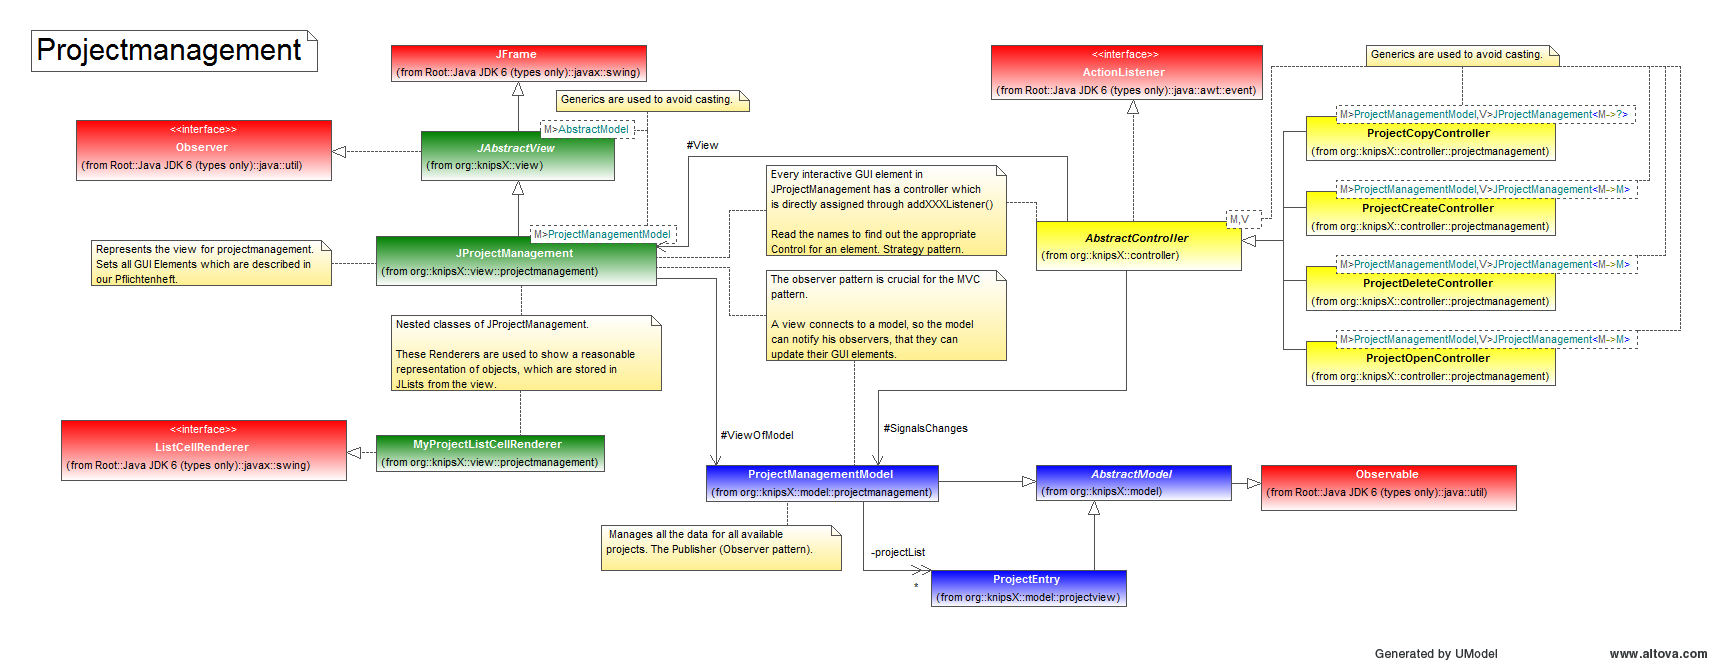 Projectmanagement
JFrame
(from Root::Java JDK 6 (types only)::javax::swing)
<<interface>>
ActionListener
(from Root::Java JDK 6 (types only)::java::awt::event)
Generics are used to avoid casting.
Generics are used to avoid casting.
<<interface>>
Observer
(from Root::Java JDK 6 (types only)::java::util)
M>AbstractModel
JAbstractView
(from org::knipsX::view)
#View
Every interactive GUI element in
JProjectManagement has a controller which
is directly assigned through addXXXListener()
Read the names to find out the appropriate
Control for an element. Strategy pattern.
M>ProjectManagementModel,V>JProjectManagement<M->?>
ProjectCopyController
(from org::knipsX::controller::projectmanagement)
M>ProjectManagementModel,V>JProjectManagement<M->M>
ProjectCreateController
(from org::knipsX::controller::projectmanagement)
M,V
AbstractController
(from org::knipsX::controller)
M>ProjectManagementModel,V>JProjectManagement<M->M>
ProjectDeleteController
(from org::knipsX::controller::projectmanagement)
M>ProjectManagementModel,V>JProjectManagement<M->M>
ProjectOpenController
(from org::knipsX::controller::projectmanagement)
Represents the view for projectmanagement.
Sets all GUI Elements which are described in
our Pflichtenheft.
M>ProjectManagementModel
JProjectManagement
(from org::knipsX::view::projectmanagement)
The observer pattern is crucial for the MVC
pattern.
A view connects to a model, so the model
can notify his observers, that they can
update their GUI elements.
Nested classes of JProjectManagement.
These Renderers are used to show a reasonable
representation of objects, which are stored in
JLists from the view.
<<interface>>
ListCellRenderer
(from Root::Java JDK 6 (types only)::javax::swing)
MyProjectListCellRenderer
(from org::knipsX::view::projectmanagement)
#ViewOfModel
#SignalsChanges
ProjectManagementModel
(from org::knipsX::model::projectmanagement)
AbstractModel
(from org::knipsX::model)
Observable
(from Root::Java JDK 6 (types only)::java::util)
Manages all the data for all available
projects. The Publisher (Observer pattern).
-projectList
*
ProjectEntry
(from org::knipsX::model::projectview)
Generated by UModel
www.altova.com